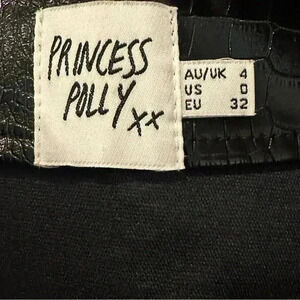 PRINCESS
POLLY xx
AU/UK 4
US 0
EU 32